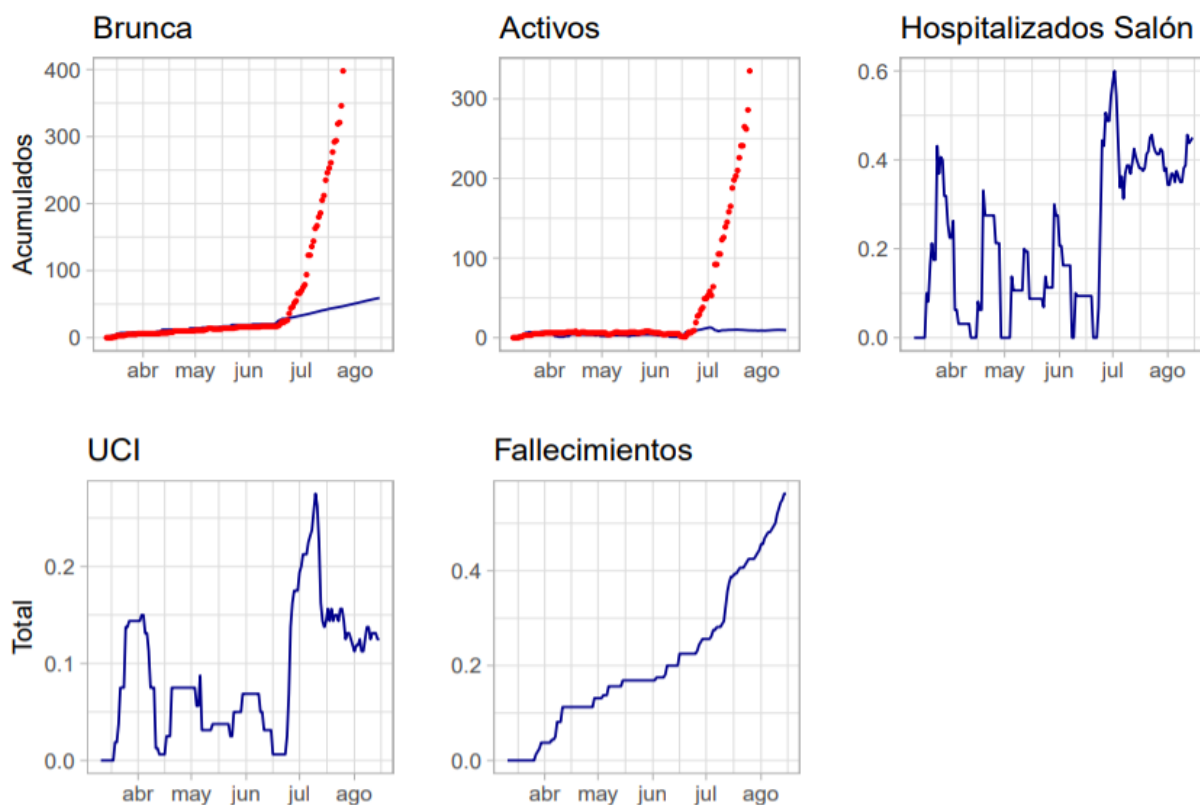 Brunca
Acumulados
400
300
200
100
0
abr may jun jul ago
Activos
300
200
100
0
abr may jun jul ago
Hospitalizados Salón
0.6
0.4
0.2
0.0
abr may jun jul ago
UCI
Total
0.2
0.1
0.0
abr may jun jul ago
Fallecimientos
0.4
0.2
0.0
abr may jun jul ago